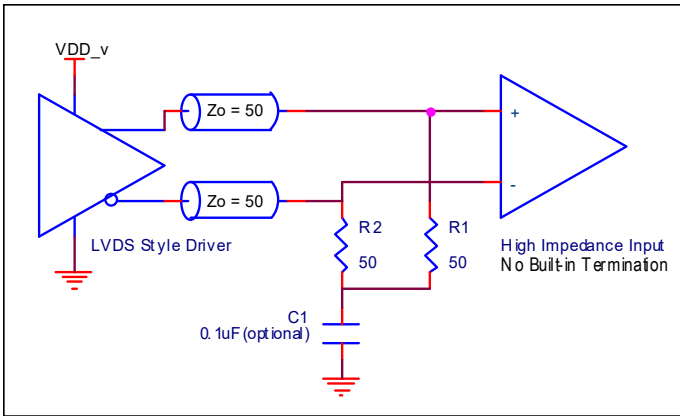 VDD_v
Zo = 50
+
Zo = 50
-
LVDS Style Driver
R2
50
R1
50
High Impedance Input
No Built-in Termination
C1
0.1uF(optional)